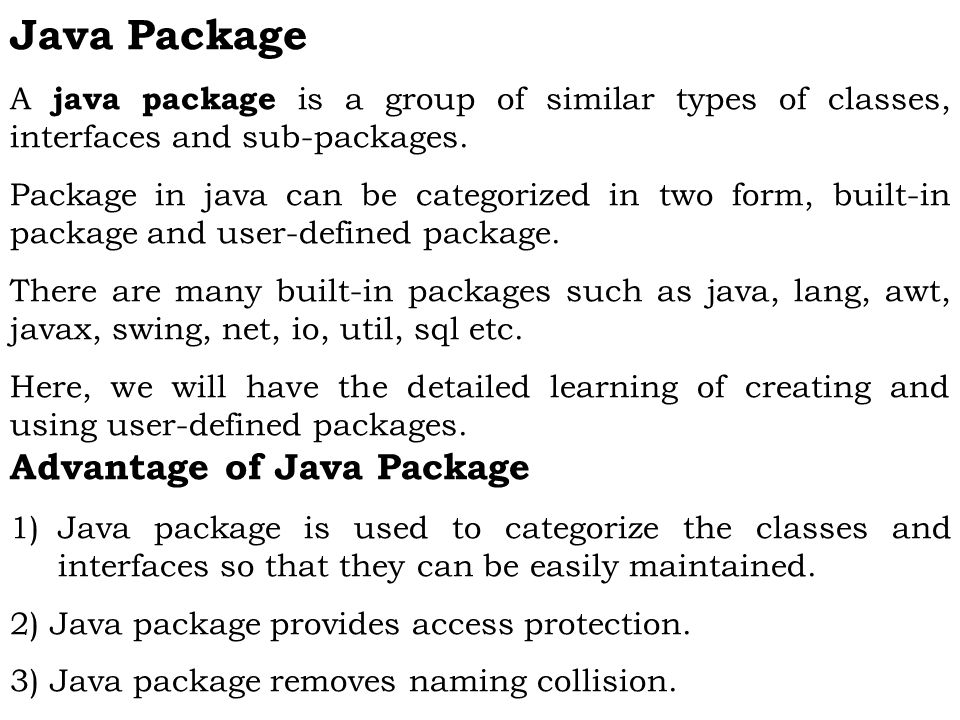 Java Package
A java package is a group of similar types of classes,
interfaces and sub-packages.
Package in java can be categorized in two form, built-in
package and user-defined package.
There are many built-in packages such as java, lang, awt,
javax, swing, net, io, util, sql etc.
Here, we will have the detailed learning of creating and
using user-defined packages.
Advantage of Java Package
1) Java package is used to categorize the classes and
interfaces so that they can be easily maintained.
2) Java package provides access protection.
3) Java package removes naming collision.